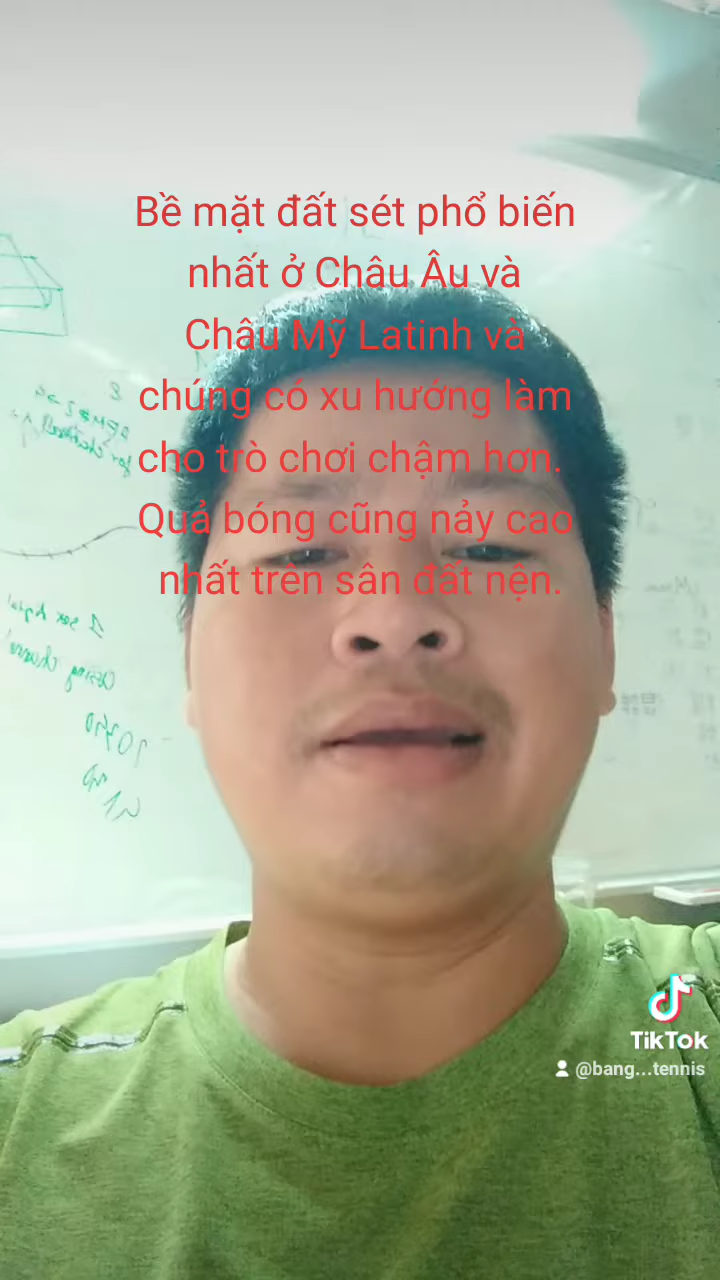 Bề mặt đất sét phổ biến
nhất ở Châu Âu và
Châu Mỹ Latinh và
chúng có xu hướng làm
cho trò chơi chậm hơn.
Quả bóng cũng nảy cao
nhất trên sân đất nện.
TikTok
@bang...tennis